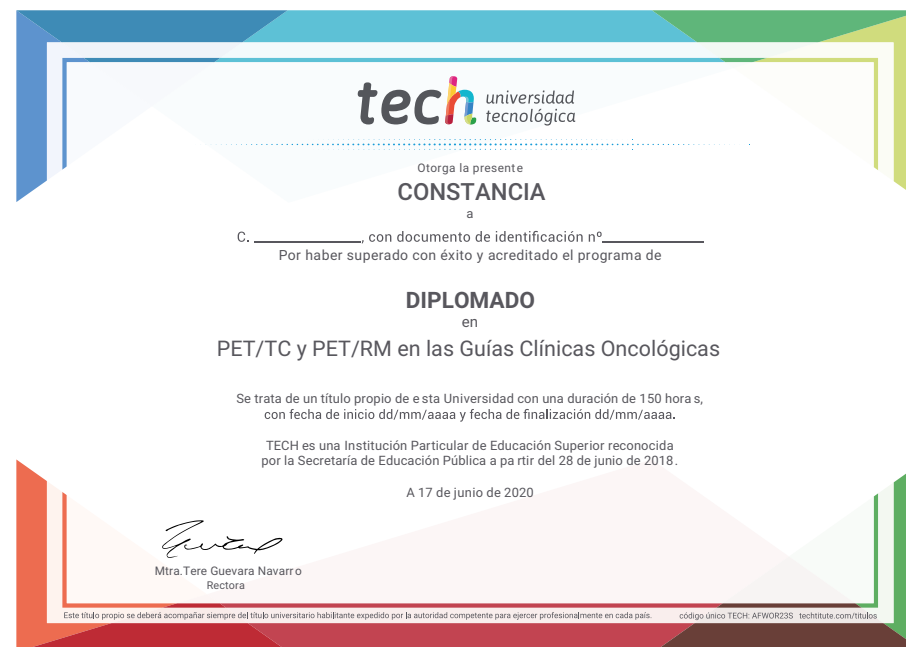 tech universidad
tecnológica
Otorga la presente
CONSTANCIA
a
C. ____________, con documento de identificación nº____________
Por haber superado con éxito y acreditado el programa de
DIPLOMADO
en
PET/TC y PET/RM en las Guías Clínicas Oncológicas
Se trata de un título propio de esta Universidad con una duración de 150 horas,
con fecha de inicio dd/mm/aaaa y fecha de finalización dd/mm/aaaa.
TECH es una Institución Particular de Educación Superior reconocida
por la Secretaría de Educación Pública a partir del 28 de junio de 2018.
A 17 de junio de 2020
Mtra.Tere Guevara Navarro
Rectora
Este título propio se deberá acompañar siempre del título universitario habilitante expedido por la autoridad competente para ejercer profesionalmente en cada país. código único TECH: AFWOR23S techtitute.com/titulos